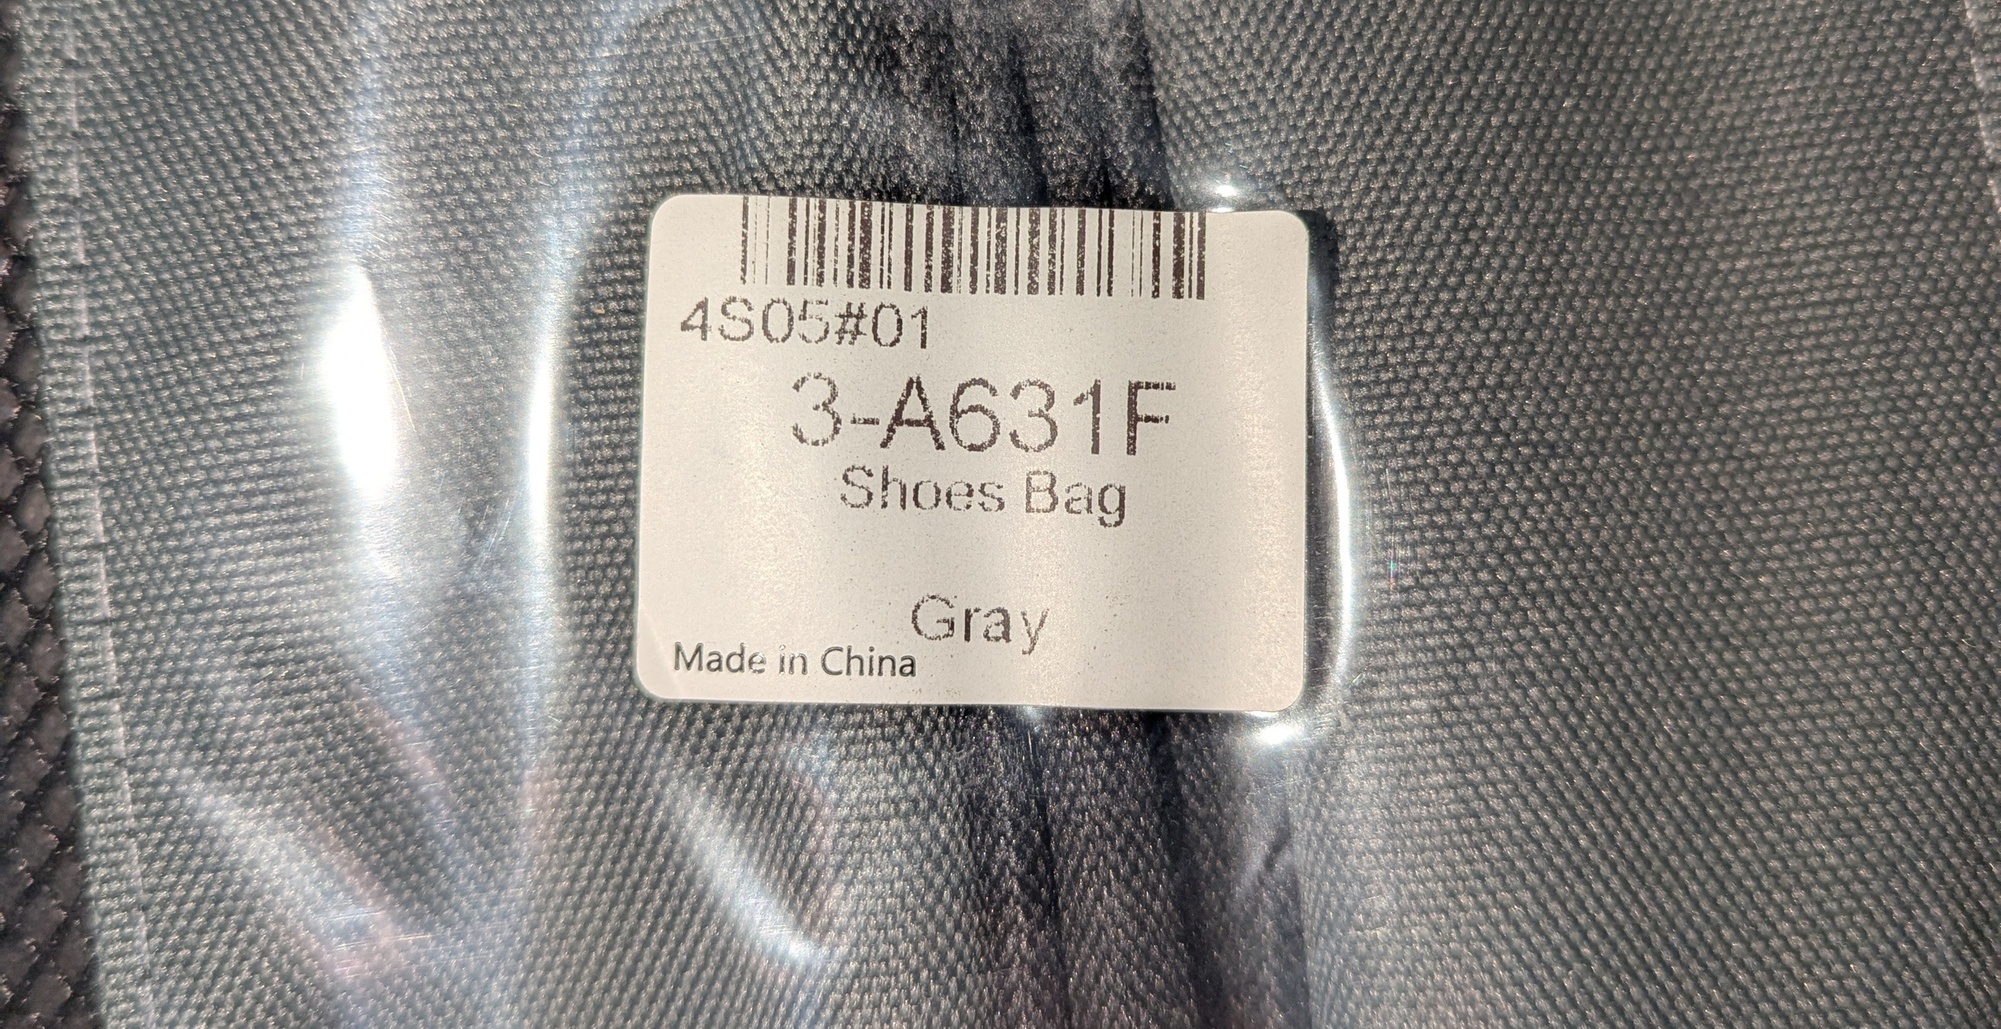 4S05#01
3-A631F
Shoes Bag
Gray
Made in China